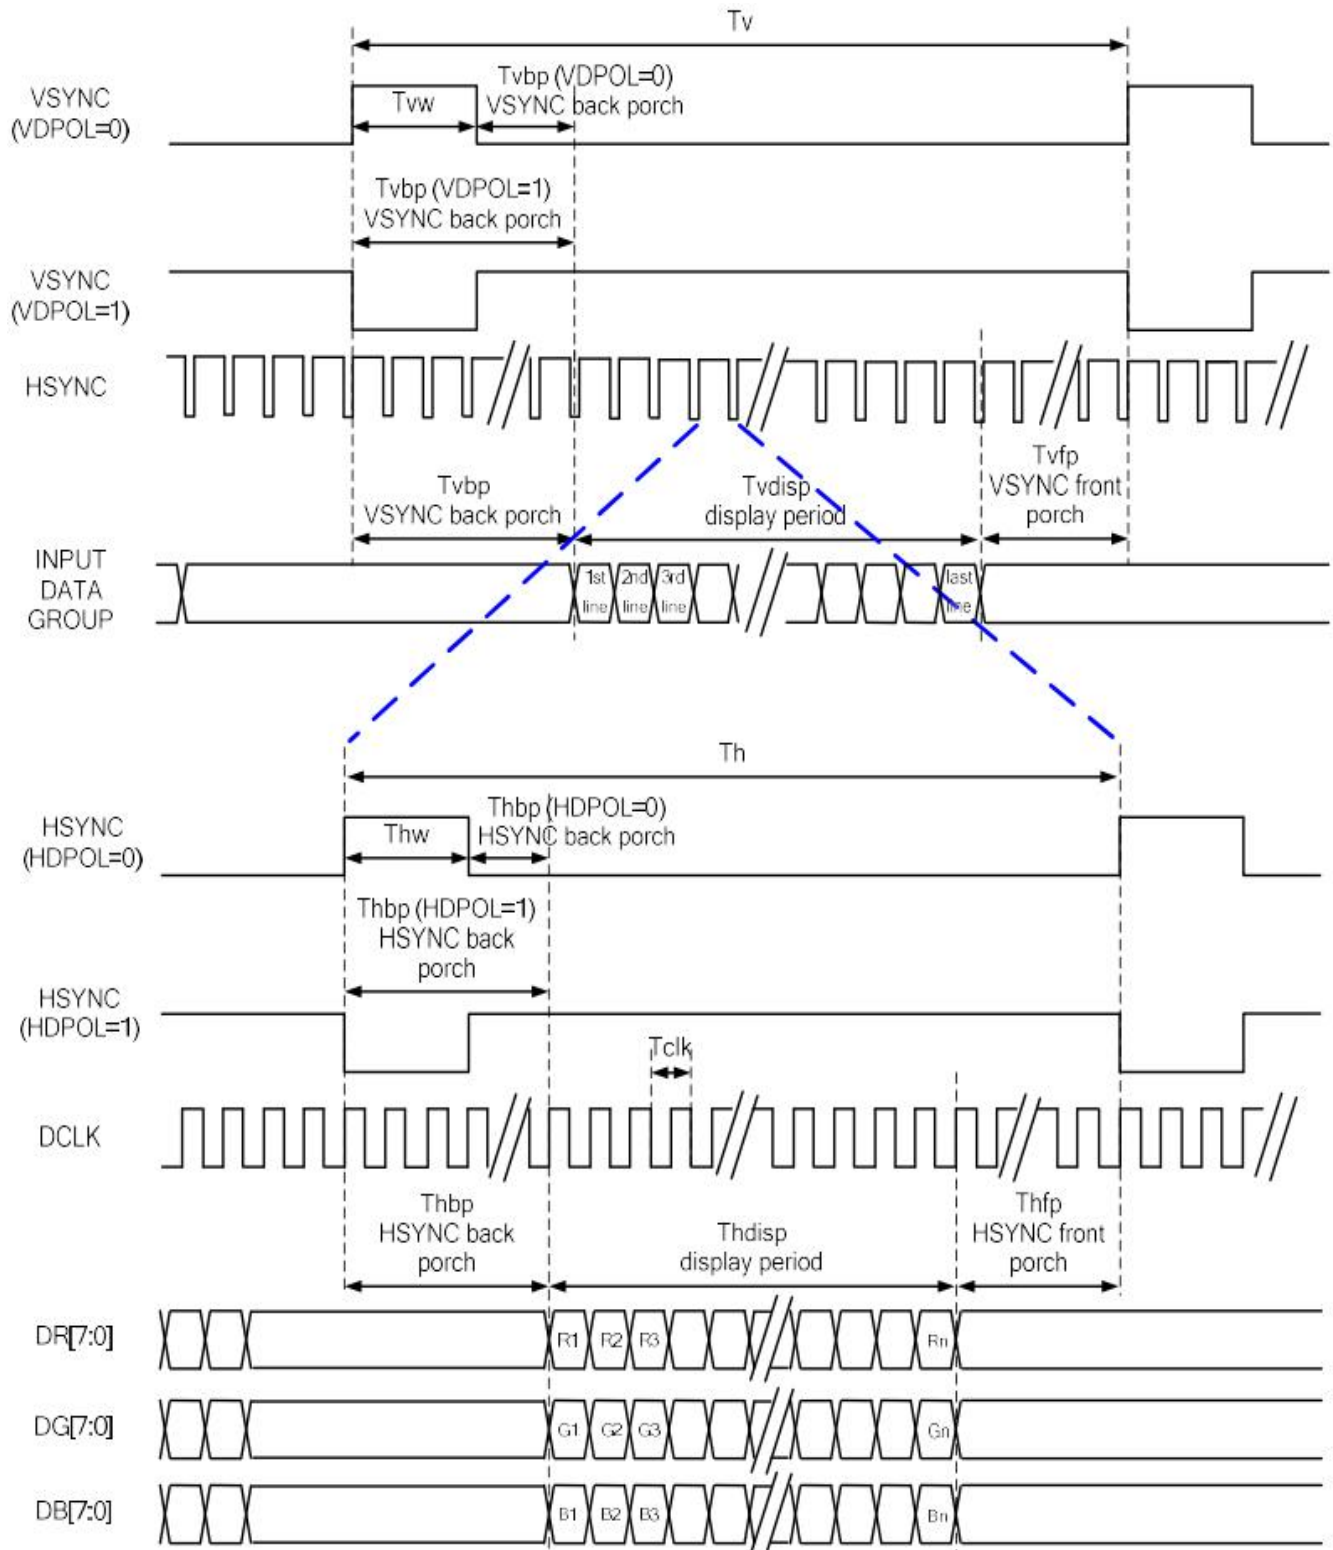 Tv
VSYNC
(VDPOL=0)
Tvw
Tvbp (VDPOL=0)
VSYNC back porch
Tvbp (VDPOL=1)
VSYNC back porch
VSYNC
(VDPOL=1)
HSYNC
Tvbp
VSYNC back porch
Tvdisp
display period
Tvfp
VSYNC front
porch
INPUT
DATA
GROUP
1st
line
2nd
line
3rd
line
last
line
Th
HSYNC
(HDPOL=0)
Thw
Thbp (HDPOL=0)
HSYNC back porch
Thbp (HDPOL=1)
HSYNC back
porch
HSYNC
(HDPOL=1)
Tclk
DCLK
Thbp
HSYNC back
porch
Thdisp
display period
Thfp
HSYNC front
porch
DR[7:0]
R1 R2 R3 Rn
DG[7:0]
G1 G2 G3 Gn
DB[7:0]
B1 B2 B3 Bn